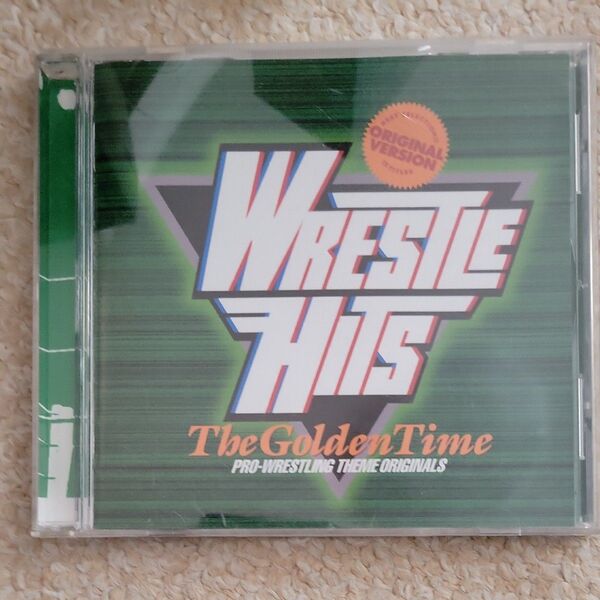 ORIGINAL
VERSION
WRESTLE
HITS
The Golden Time
PRO-WRESTLING THEME ORIGINALS